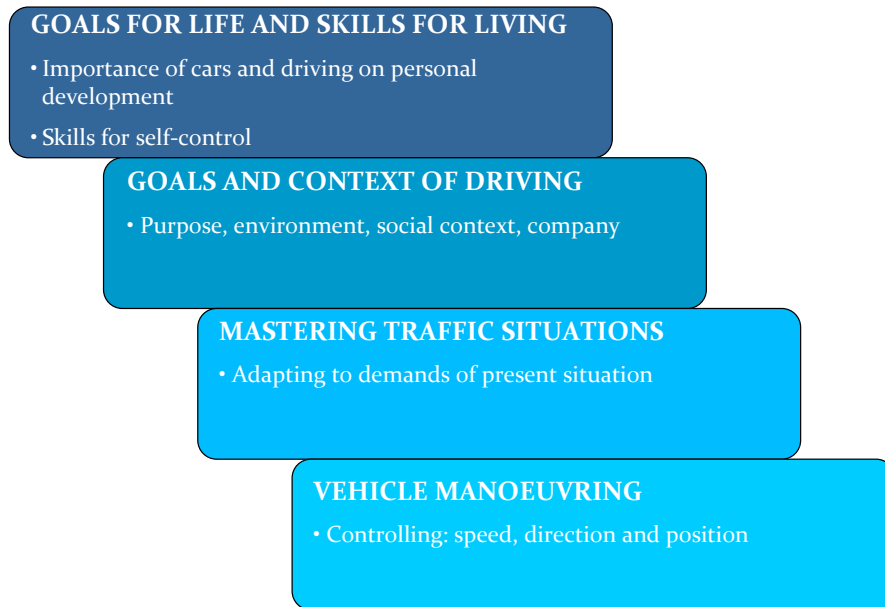 GOALS FOR LIFE AND SKILLS FOR LIVING
• Importance of cars and driving on personal
development
• Skills for self-control
GOALS AND CONTEXT OF DRIVING
• Purpose, environment, social context, company
MASTERING TRAFFIC SITUATIONS
• Adapting to demands of present situation
VEHICLE MANOEUVRING
• Controlling: speed, direction and position